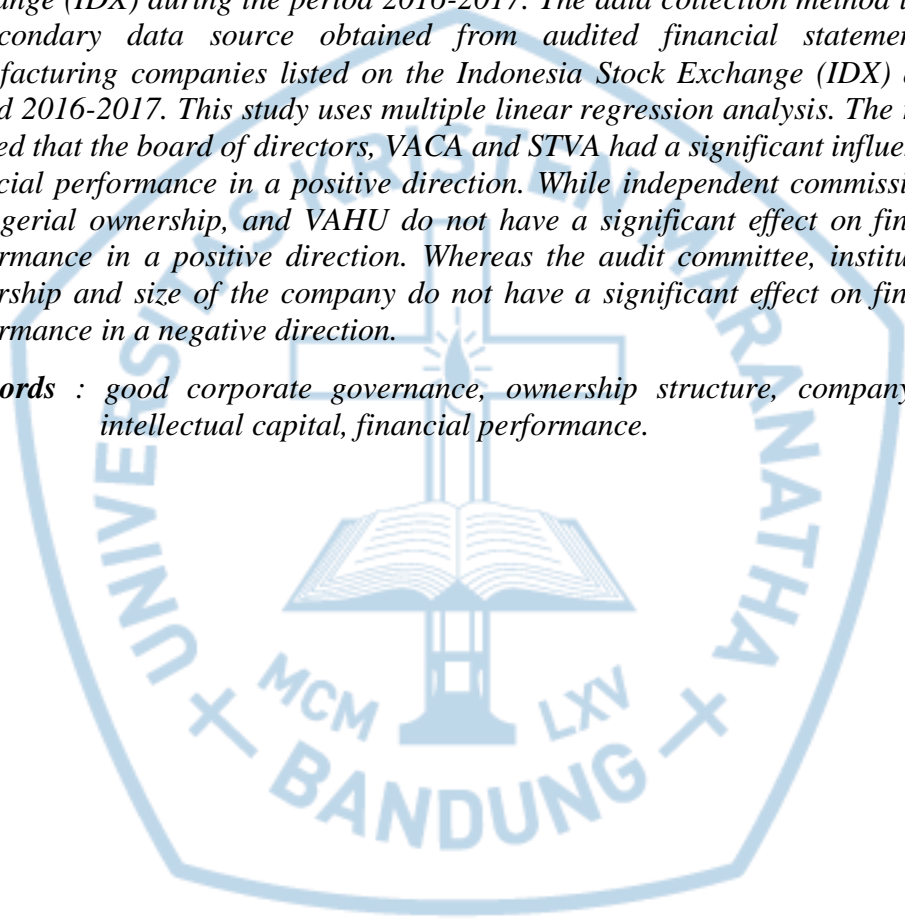 ange (IDX) during the period 2016-2017. The data collection method u
condary data source obtained from audited financial statemen
facturing companies listed on the Indonesia Stock Exchange (IDX)
d 2016-2017. This study uses multiple linear regression analysis. The
ed that the board of directors, VACA and STVA had a significant influe
cial performance in a positive direction. While independent commissi
gerial ownership, and VAHU do not have a significant effect on fin
rmance in a positive direction. Whereas the audit committee, institu
rship and size of the company do not have a significant effect on fin
rmance in a negative direction.
ords : good corporate governance, ownership structure, company
intellectual capital, financial performance.
UNIVERSITAS KRISTEN MARANATHA
MCM LXV
BANDUNG